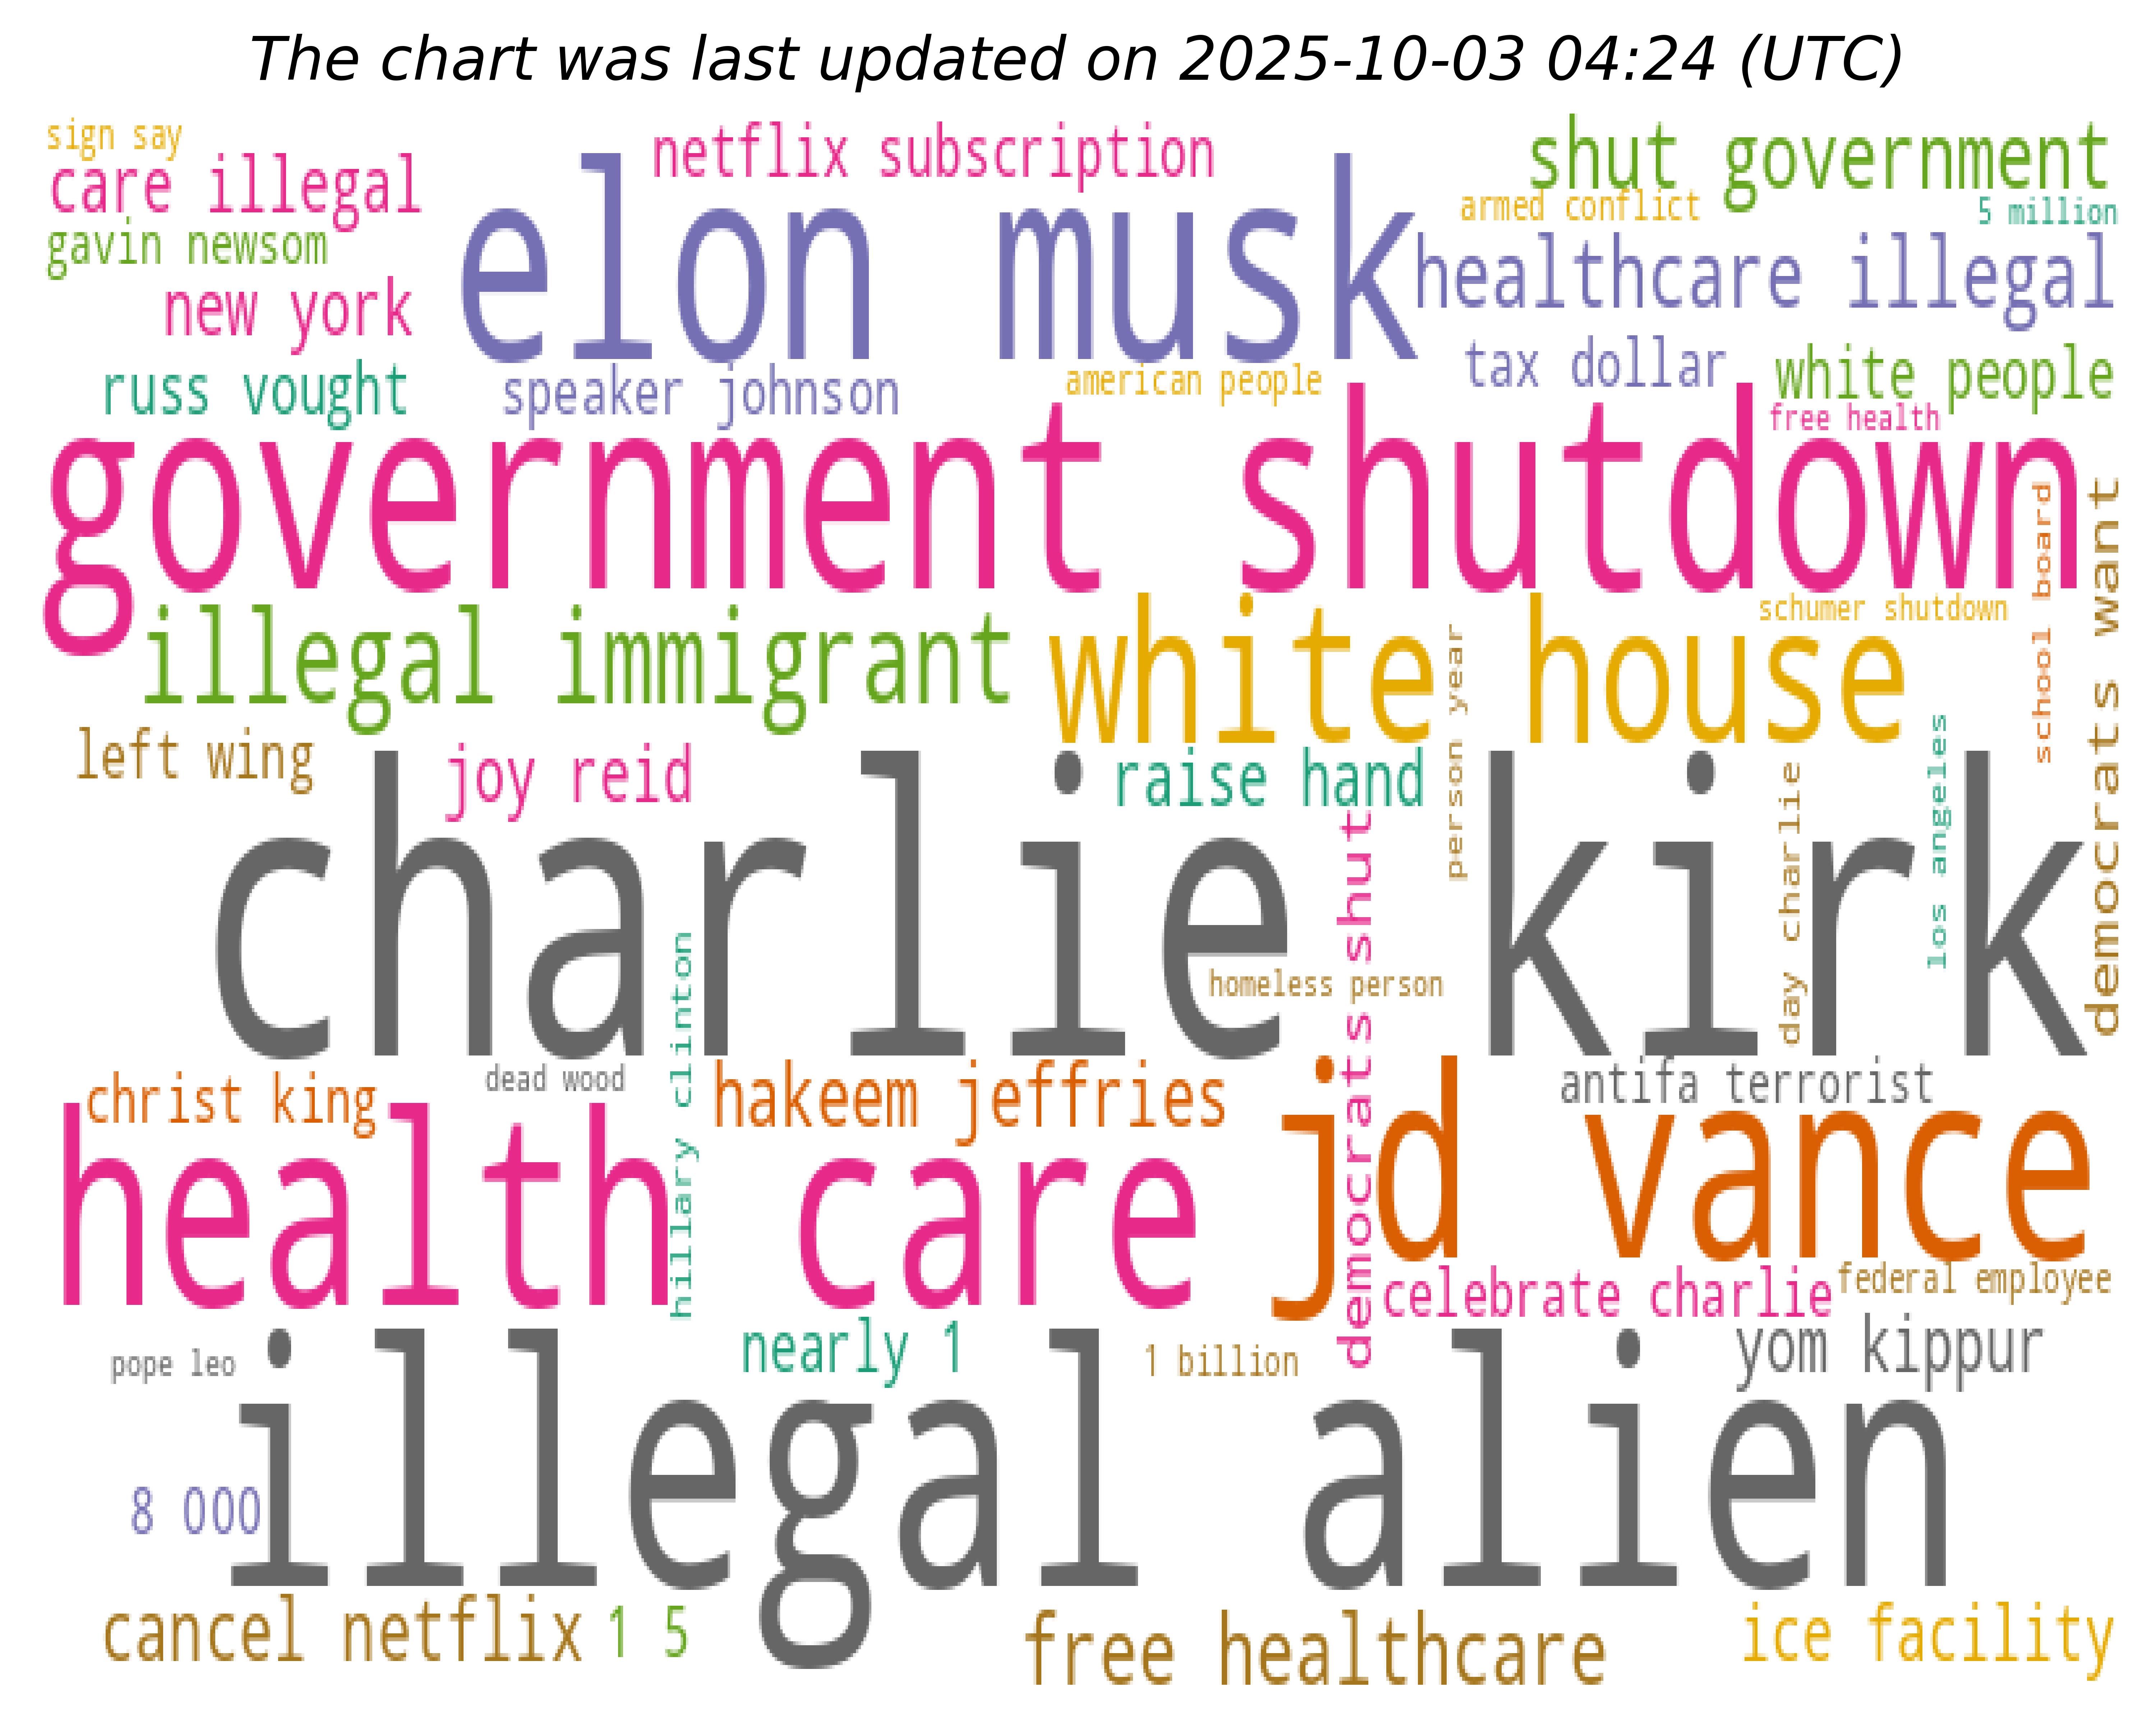 The chart was last updated on 2025-10-03 04:24 (UTC)
sign say
netflix subscription
shut government
care illegal
elon musk
armed conflict
5 million
gavin newsom
healthcare illegal
new york
russ vought
speaker johnson
american people
tax dollar
white people
free health
government shutdown
school board
democrats want
illegal immigrant
white house
schumer shutdown
person year
left wing
joy reid
raise hand
charlie kirk
day charlie
los angeles
democrats shut
homeless person
hillary clinton
christ king
dead wood
hakeem jeffries
antifa terrorist
health care
jd vance
celebrate charlie
federal employee
pope leo
nearly 1
1 billion
yom kippur
illegal alien
8 000
cancel netflix
1 5
free healthcare
ice facility